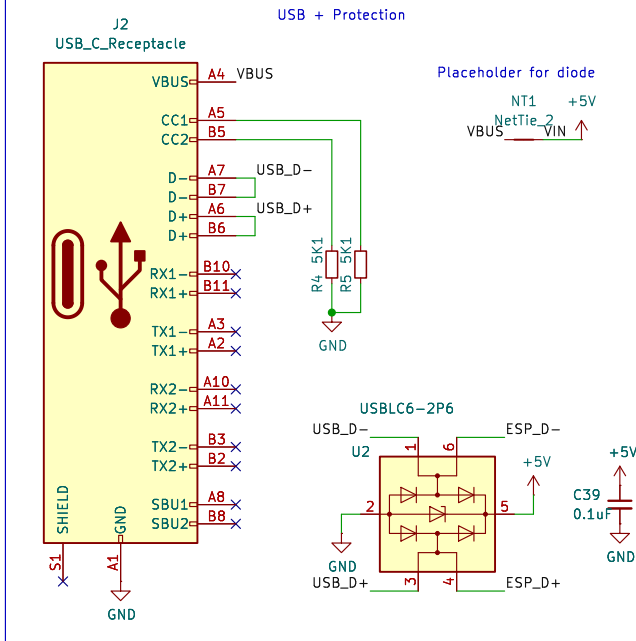 USB + Protection
J2
USB_C_Receptacle
VBUS A4 VBUS
CC1 A5
CC2 B5
D- A7 USB_D-
D- B7
D+ A6 USB_D+
D+ B6
RX1- B10
RX1+ B11
TX1- A3
TX1+ A2
RX2- A10
RX2+ A11
TX2- B3
TX2+ B2
SBU1 A8
SBU2 B8
SHIELD
GND
S1
A1
GND
R4 5K1
R5 5K1
GND
Placeholder for diode
NT1
+5V
NetTie_2
VBUS
VIN
USBLC6-2P6
USB_D-
ESP_D-
U2
1
6
2
5
+5V
GND
USB_D+
ESP_D+
3
4
+5V
C39
0.1uF
GND